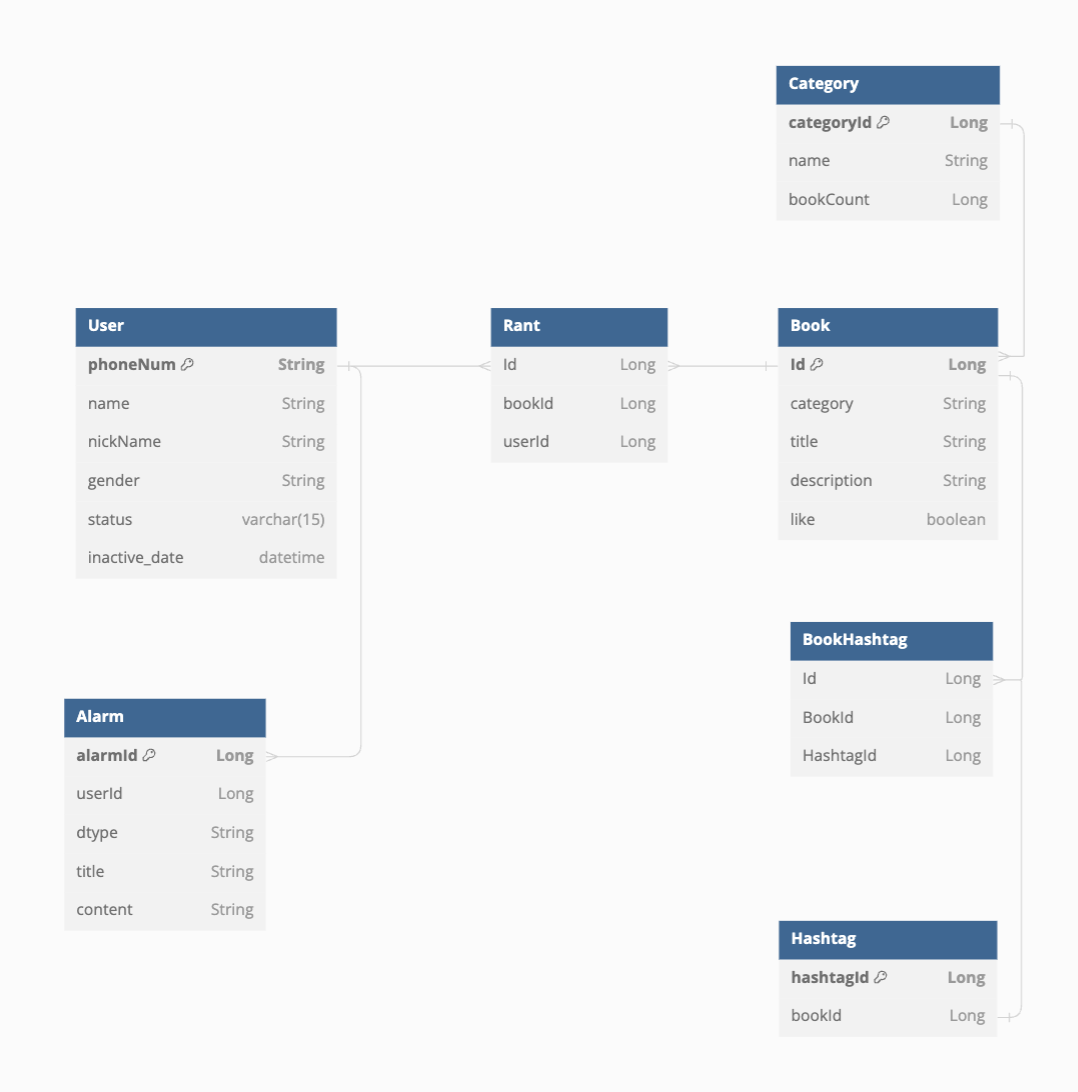 Category
categoryId Long
name String
bookCount Long
User
phoneNum String
name String
nickName String
gender String
status varchar(15)
inactive_date datetime
Rant
Id Long
bookId Long
userId Long
Book
Id Long
category String
title String
description String
like boolean
BookHashtag
Id Long
BookId Long
HashtagId Long
Alarm
alarmId Long
userId Long
dtype String
title String
content String
Hashtag
hashtagId Long
bookId Long